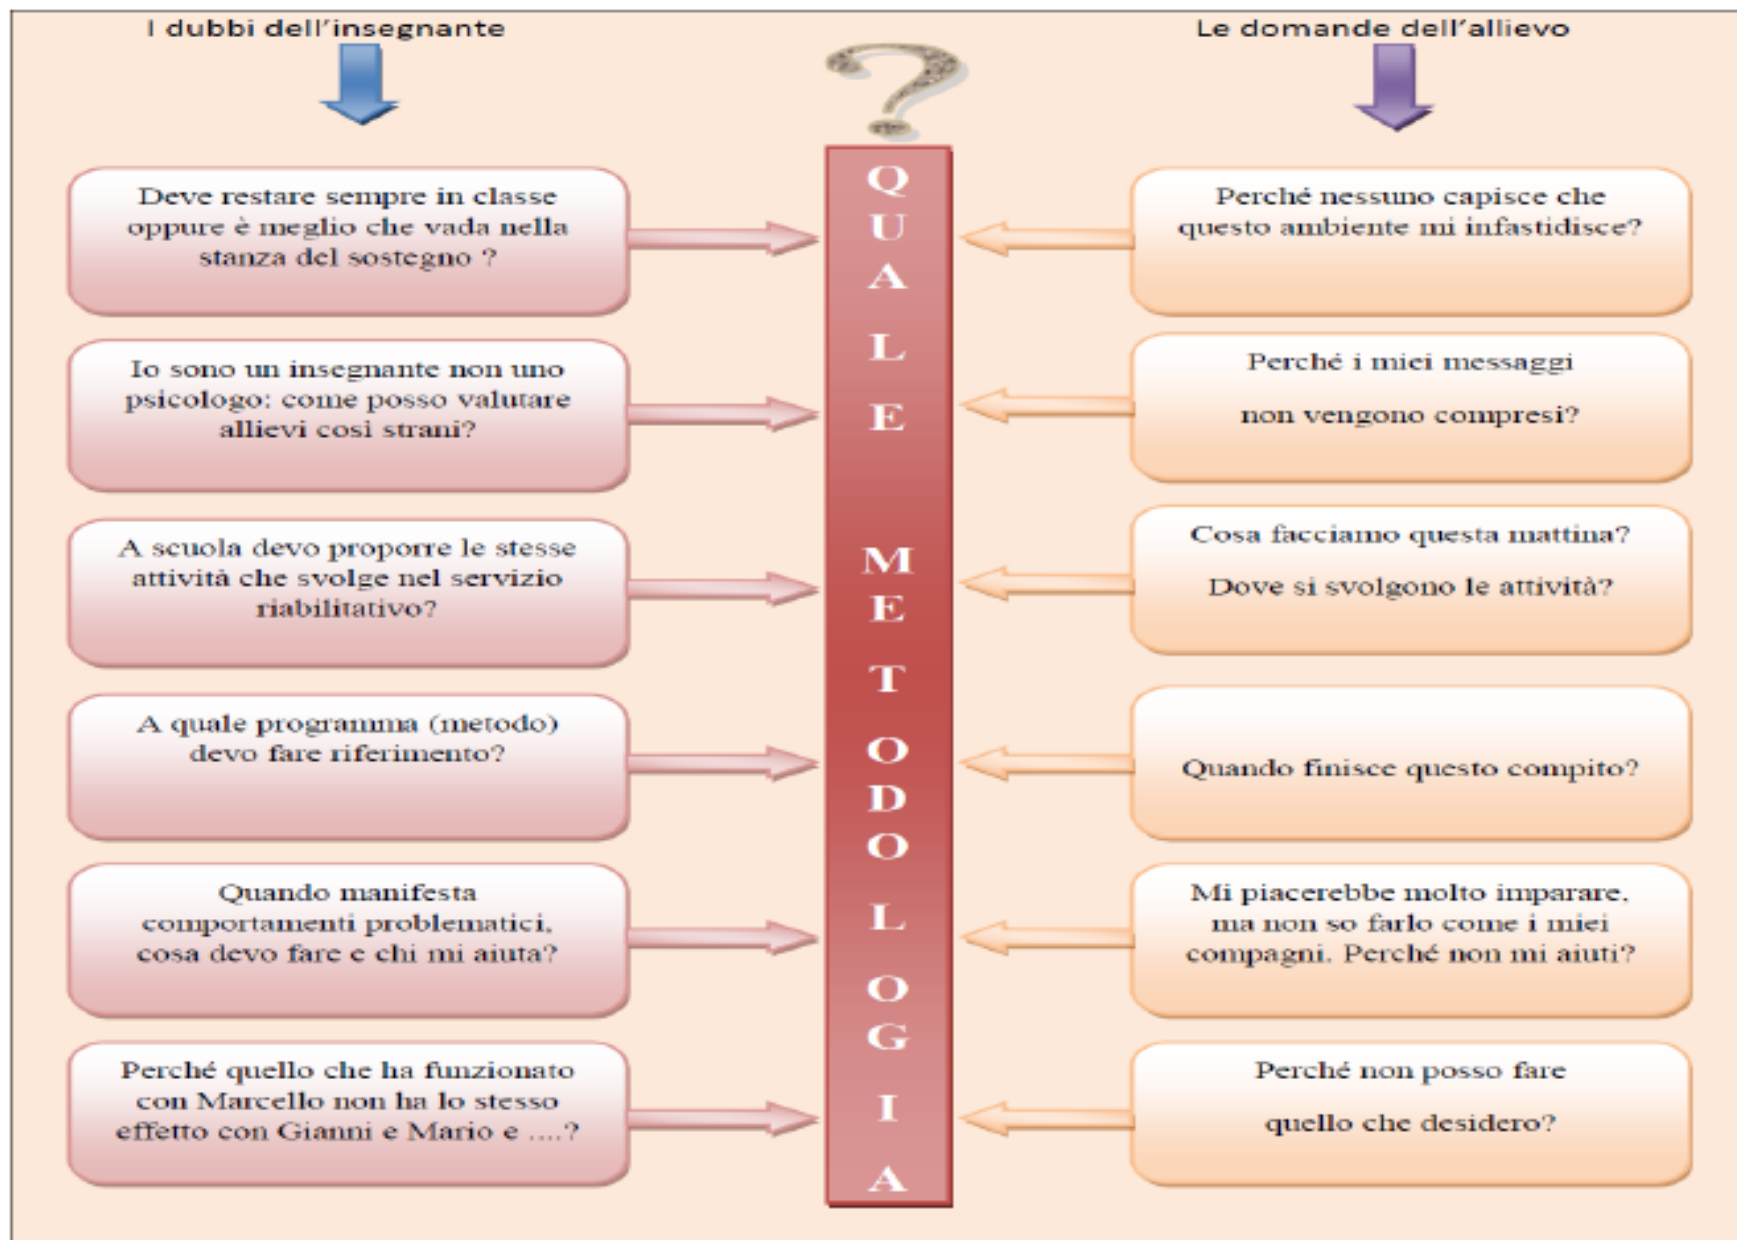 I dubbi dell'insegnante
Deve restare sempre in classe
oppure è meglio che vada nella
stanza del sostegno ?
Io sono un insegnante non uno
psicologo: come posso valutare
allievi così strani?
A scuola devo proporre le stesse
attività che svolge nel servizio
riabilitativo?
A quale programma (metodo)
devo fare riferimento?
Quando manifesta
comportamenti problematici,
cosa devo fare e chi mi aiuta?
Perché quello che ha funzionato
con Marcello non ha lo stesso
effetto con Gianni e Mario e ....?
?
QUALE METODOLOGIA
Le domande dell'allievo
Perché nessuno capisce che
questo ambiente mi infastidisce?
Perché i miei messaggi
non vengono compresi?
Cosa facciamo questa mattina?
Dove si svolgono le attività?
Quando finisce questo compito?
Mi piacerebbe molto imparare,
ma non so farlo come i miei
compagni. Perché non mi aiuti?
Perché non posso fare
quello che desidero?